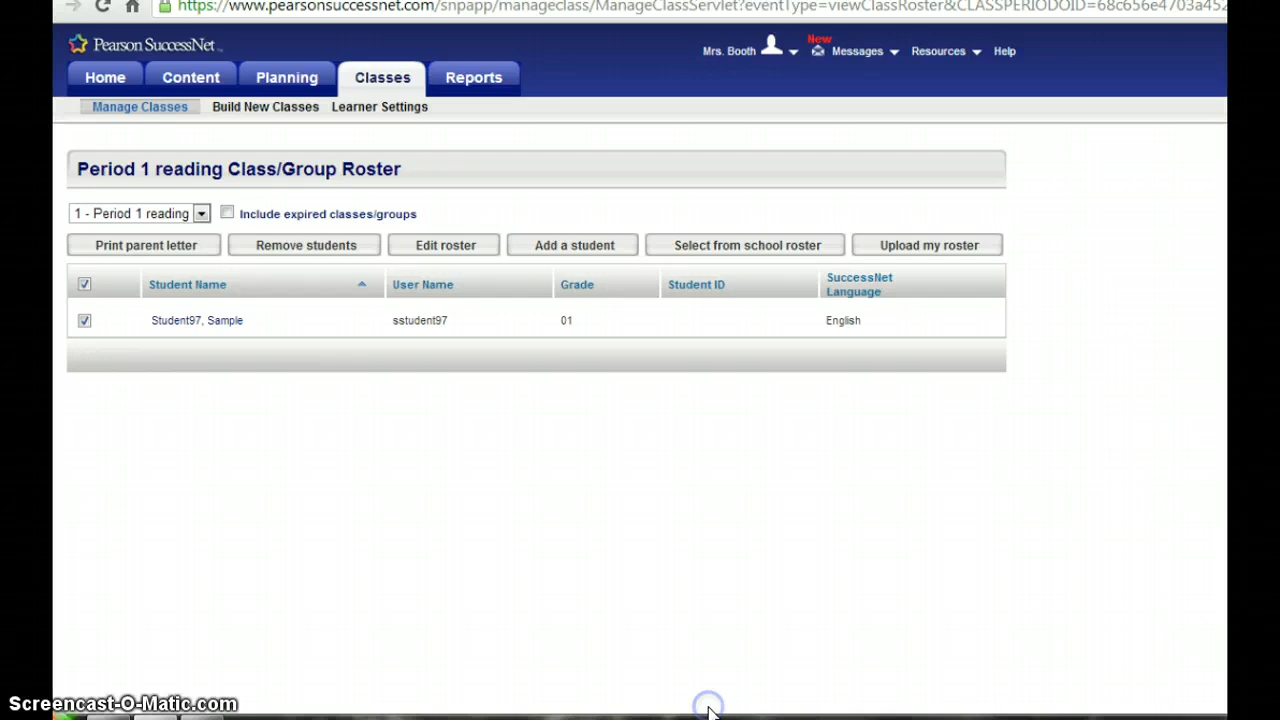 https://www.pearsonsuccessnet.com/snpapp/manageclass/ManageClassServlet?eventType=viewClassRoster&CLASSPERIODOID=68c656e4703a452
Pearson SuccessNet
Mrs. Booth New Messages Resources Help
Home Content Planning Classes Reports
Manage Classes Build New Classes Learner Settings
Period 1 reading Class/Group Roster
1 - Period 1 reading Include expired classes/groups
Print parent letter Remove students Edit roster Add a student Select from school roster Upload my roster
Student Name User Name Grade Student ID SuccessNet Language
Student97, Sample sstudent97 01 English
Screencast-O-Matic.com